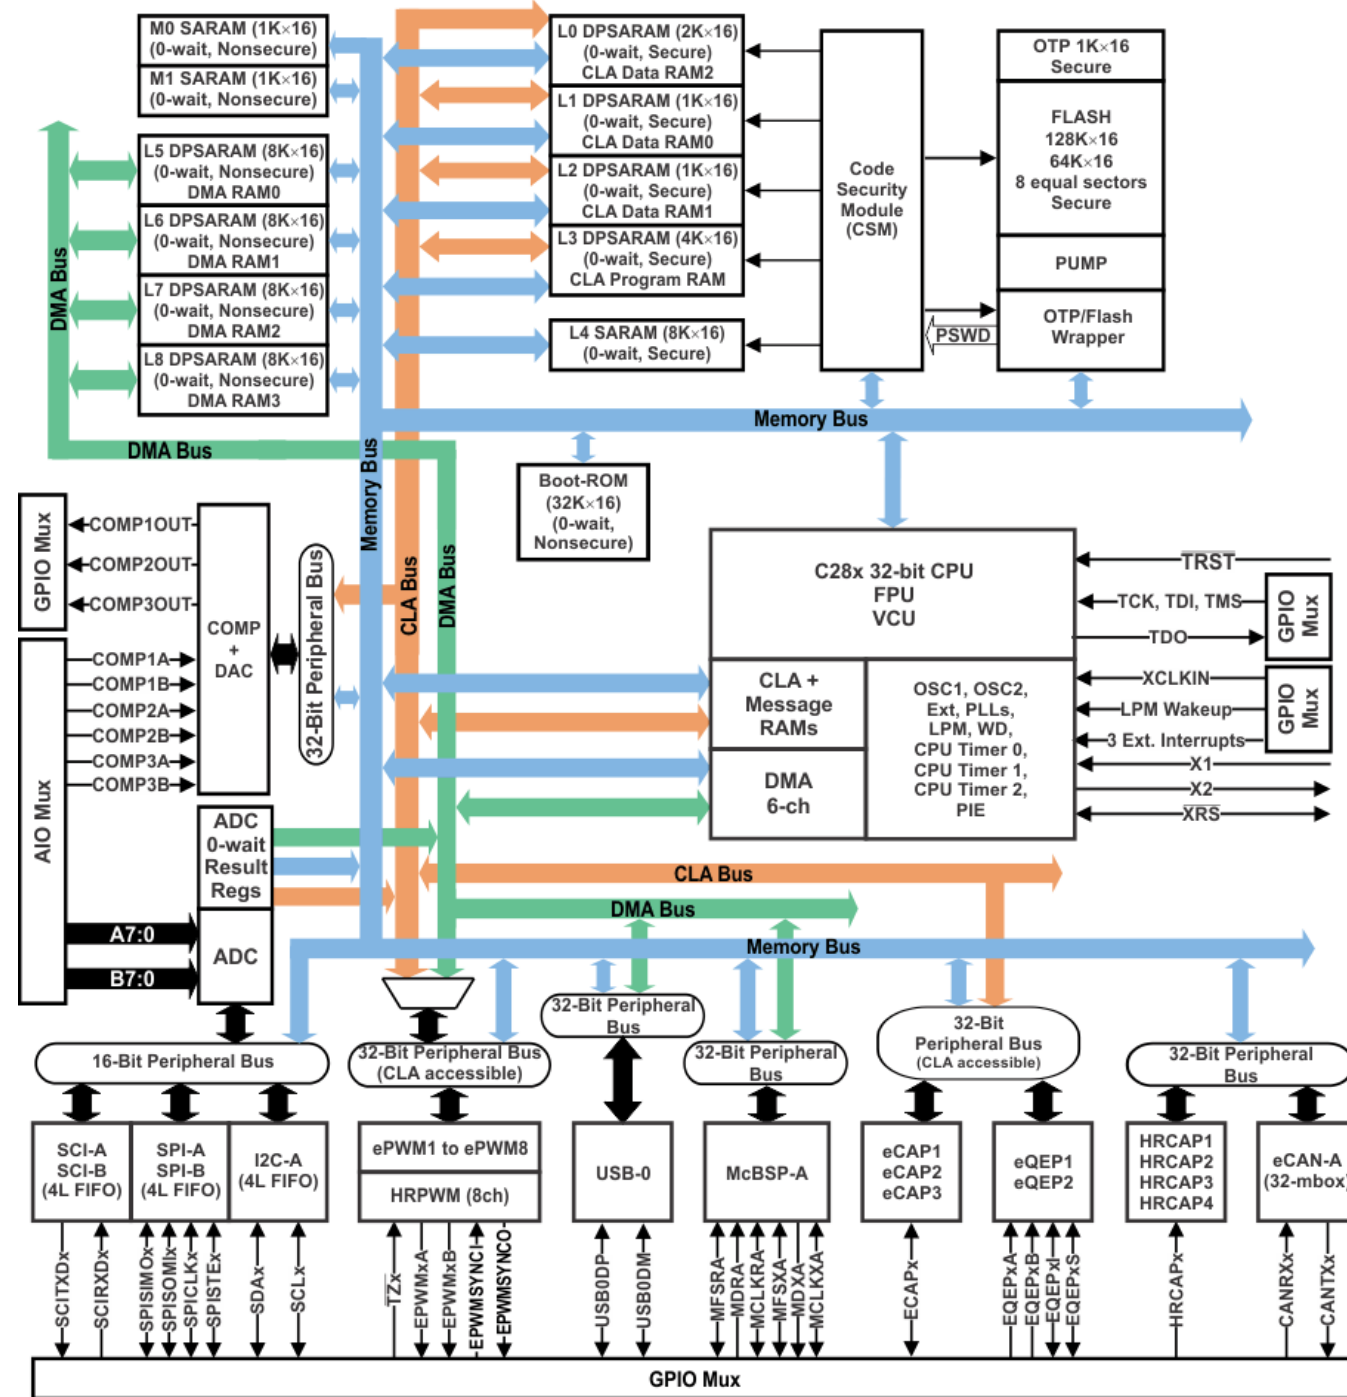 M0 SARAM (1K×16)
(0-wait, Nonsecure)
M1 SARAM (1K×16)
(0-wait, Nonsecure)
L5 DPSARAM (8K×16)
(0-wait, Nonsecure)
DMA RAM0
L6 DPSARAM (8K×16)
(0-wait, Nonsecure)
DMA RAM1
L7 DPSARAM (8K×16)
(0-wait, Nonsecure)
DMA RAM2
L8 DPSARAM (8K×16)
(0-wait, Nonsecure)
DMA RAM3
DMA Bus
DMA Bus
L0 DPSARAM (2K×16)
(0-wait, Secure)
CLA Data RAM2
L1 DPSARAM (1K×16)
(0-wait, Secure)
CLA Data RAM0
L2 DPSARAM (1K×16)
(0-wait, Secure)
CLA Data RAM1
L3 DPSARAM (4K×16)
(0-wait, Secure)
CLA Program RAM
L4 SARAM (8K×16)
(0-wait, Secure)
Code
Security
Module
(CSM)
OTP 1K×16
Secure
FLASH
128K×16
64K×16
8 equal sectors
Secure
PUMP
OTP/Flash
Wrapper
PSWD
Memory Bus
Memory Bus
CLA Bus
DMA Bus
Boot-ROM
(32K×16)
(0-wait,
Nonsecure)
GPIO Mux
COMP1OUT
COMP2OUT
COMP3OUT
COMP
+
DAC
32-Bit Peripheral Bus
AIO Mux
COMP1A
COMP1B
COMP2A
COMP2B
COMP3A
COMP3B
ADC
0-wait
Result
Regs
ADC
A7:0
B7:0
C28x 32-bit CPU
FPU
VCU
CLA +
Message
RAMs
DMA
6-ch
OSC1, OSC2,
Ext, PLLs,
LPM, WD,
CPU Timer 0,
CPU Timer 1,
CPU Timer 2,
PIE
TRST
TCK, TDI, TMS
TDO
GPIO
Mux
XCLKIN
LPM Wakeup
3 Ext. Interrupts
GPIO
Mux
X1
X2
XRS
CLA Bus
DMA Bus
Memory Bus
16-Bit Peripheral Bus
32-Bit Peripheral Bus
(CLA accessible)
32-Bit Peripheral
Bus
32-Bit Peripheral
Bus
32-Bit
Peripheral Bus
(CLA accessible)
32-Bit Peripheral
Bus
SCI-A
SCI-B
(4L FIFO)
SPI-A
SPI-B
(4L FIFO)
I2C-A
(4L FIFO)
ePWM1 to ePWM8
HRPWM (8ch)
USB-0
McBSP-A
eCAP1
eCAP2
eCAP3
eQEP1
eQEP2
HRCAP1
HRCAP2
HRCAP3
HRCAP4
eCAN-A
(32-mbox)
SCITXDx
SCIRXDx
SPISIMOx
SPISOMIx
SPICLKx
SPISTEx
SDAx
SCLx
TZx
EPWMxA
EPWMxB
EPWMSYNCI
EPWMSYNCO
USB0DP
USB0DM
MFSRA
MDRA
MCLKRA
MFSXA
MDXA
MCLKXA
ECAPx
EQEPxA
EQEPxB
EQEPxI
EQEPxS
HRCAPx
CANRXx
CANTXx
GPIO Mux